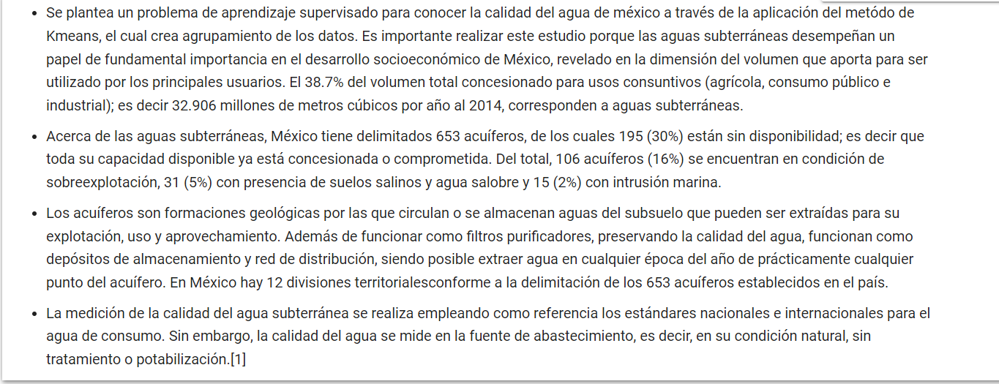 • Se plantea un problema de aprendizaje supervisado para conocer la calidad del agua de méxico a través de la aplicación del metódo de
Kmeans, el cual crea agrupamiento de los datos. Es importante realizar este estudio porque las aguas subterráneas desempeñan un
papel de fundamental importancia en el desarrollo socioeconómico de México, revelado en la dimensión del volumen que aporta para ser
utilizado por los principales usuarios. El 38.7% del volumen total concesionado para usos consuntivos (agrícola, consumo público e
industrial); es decir 32.906 millones de metros cúbicos por año al 2014, corresponden a aguas subterráneas.
• Acerca de las aguas subterráneas, México tiene delimitados 653 acuíferos, de los cuales 195 (30%) están sin disponibilidad; es decir que
toda su capacidad disponible ya está concesionada o comprometida. Del total, 106 acuíferos (16%) se encuentran en condición de
sobreexplotación, 31 (5%) con presencia de suelos salinos y agua salobre y 15 (2%) con intrusión marina.
• Los acuíferos son formaciones geológicas por las que circulan o se almacenan aguas del subsuelo que pueden ser extraídas para su
explotación, uso y aprovechamiento. Además de funcionar como filtros purificadores, preservando la calidad del agua, funcionan como
depósitos de almacenamiento y red de distribución, siendo posible extraer agua en cualquier época del año de prácticamente cualquier
punto del acuífero. En México hay 12 divisiones territorialesconforme a la delimitación de los 653 acuíferos establecidos en el país.
• La medición de la calidad del agua subterránea se realiza empleando como referencia los estándares nacionales e internacionales para el
agua de consumo. Sin embargo, la calidad del agua se mide en la fuente de abastecimiento, es decir, en su condición natural, sin
tratamiento o potabilización.[1]